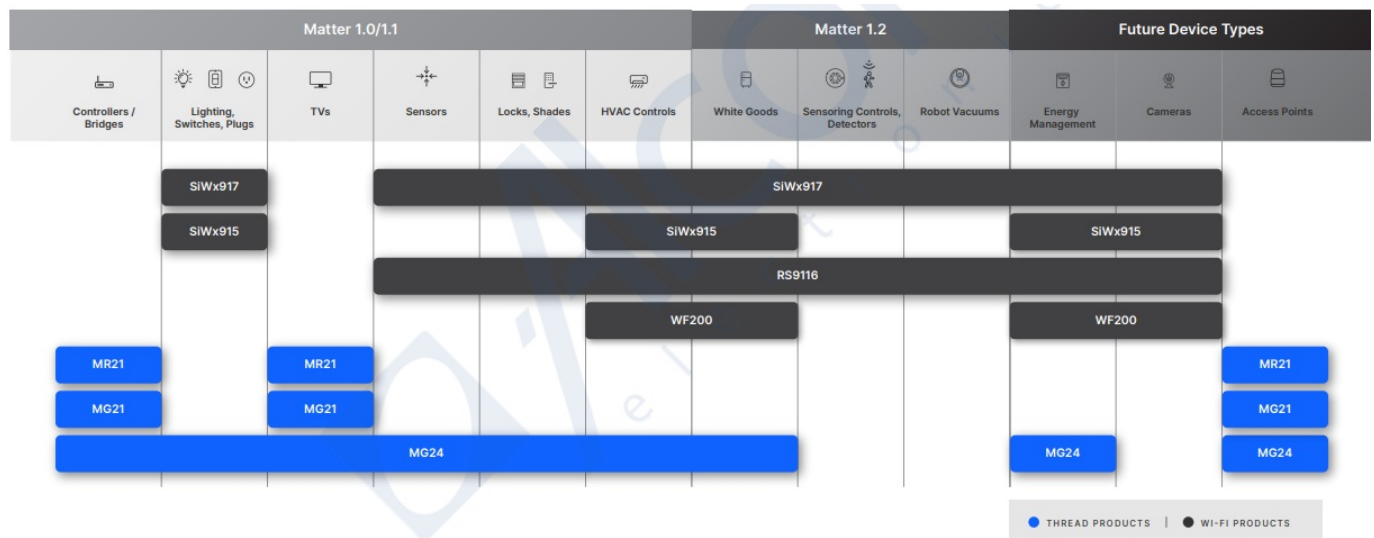 Matter 1.0/1.1
Matter 1.2
Future Device Types
Controllers /
Bridges
Lighting,
Switches, Plugs
TVs
Sensors
Locks, Shades
HVAC Controls
White Goods
Sensoring Controls,
Detectors
Robot Vacuums
Energy
Management
Cameras
Access Points
SiWx917
SiWx917
SiWx915
SiWx915
SiWx915
RS9116
WF200
WF200
MR21
MR21
MR21
MG21
MG21
MG21
MG24
MG24
MG24
THREAD PRODUCTS | WI-FI PRODUCTS